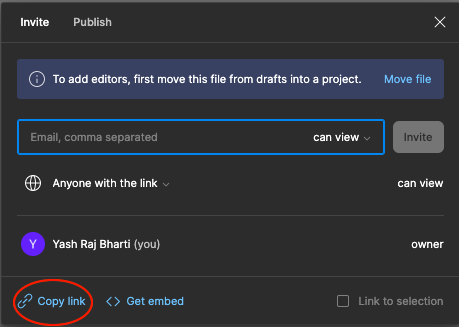 Invite Publish
To add editors, first move this file from drafts into a project. Move file
Email, comma separated can view Invite
Anyone with the link can view
Y Yash Raj Bharti (you) owner
Copy link Get embed Link to selection